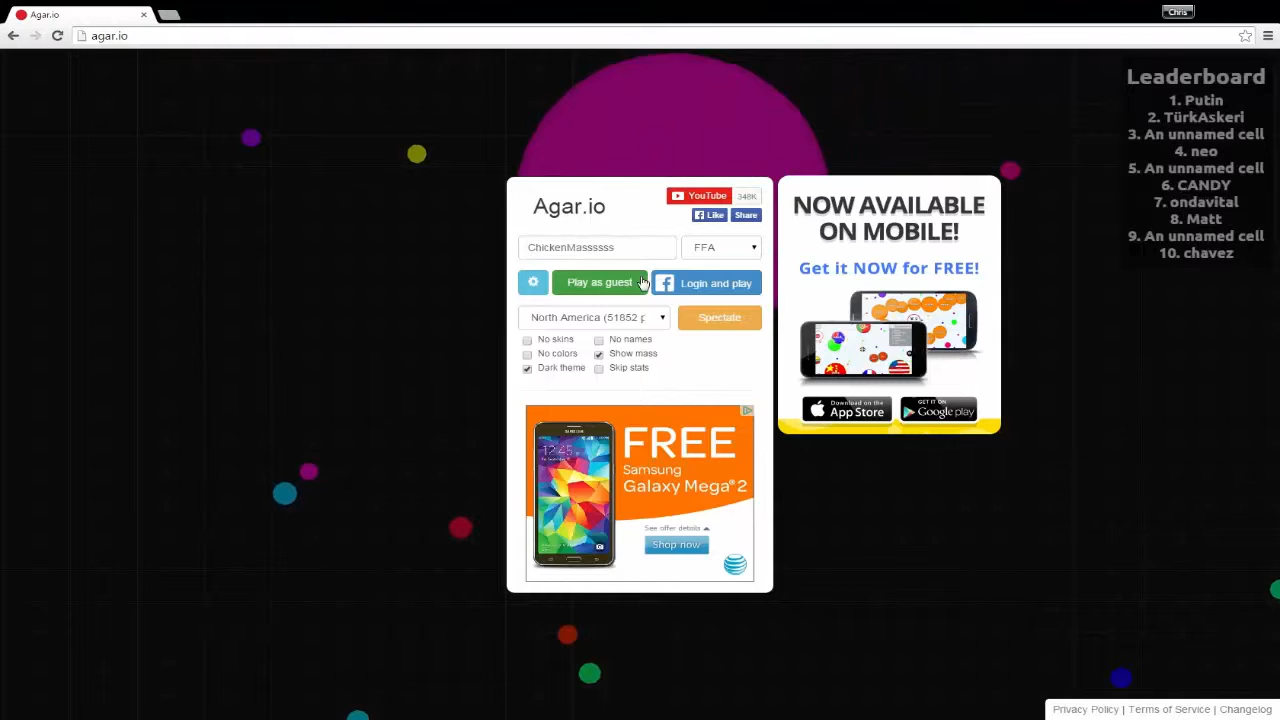 Agar.io
Chris
agar.io
Leaderboard
1. Putin
2. TürkAskeri
3. An unnamed cell
4. neo
5. An unnamed cell
6. CANDY
7. ondavital
8. Matt
9. An unnamed cell
10. chavez
Agar.io
YouTube 348K
Like Share
ChickenMassssss FFA
Play as guest Login and play
North America (51852 p Spectate
No skins No names
No colors Show mass
Dark theme Skip stats
FREE
Samsung
Galaxy Mega® 2
See offer details
Shop now
at&t
NOW AVAILABLE
ON MOBILE!
Get it NOW for FREE!
Download on the
App Store
GET IT ON
Google play
Privacy Policy | Terms of Service | Changelog